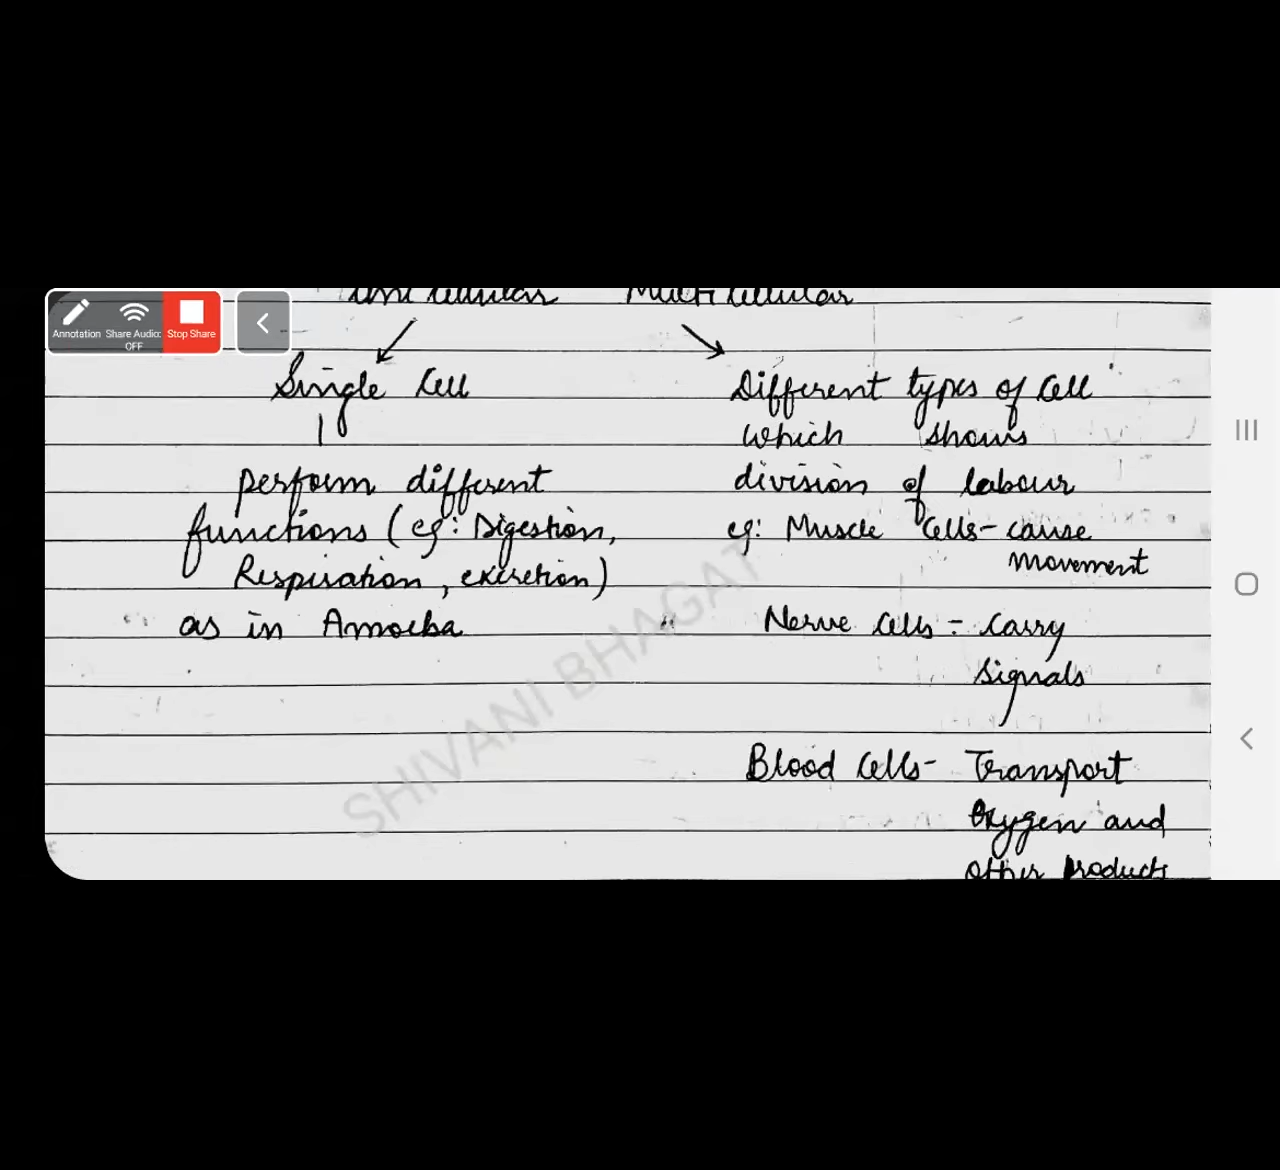 Annotation Share Audio: OFF Stop Share
Unicellular Multicellular
Single Cell
perform different
functions (eg: Digestion,
Respiration, excretion)
as in Amoeba
Different types of Cell
which shows
division of labour
eg: Muscle Cells- cause
movement
Nerve Cells - Carry
Signals
Blood Cells- Transport
Oxygen and
other products
SHIVANI BHAGAT